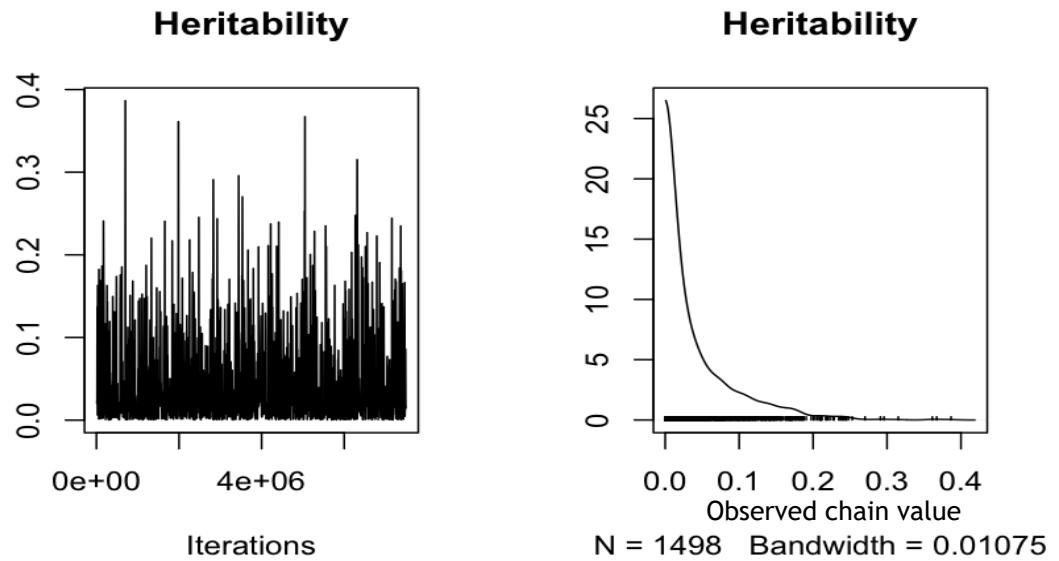 Heritability
0.4
0.3
0.2
0.1
0.0
0e+00 4e+06
Iterations
Heritability
25
20
15
10
5
0
0.0 0.1 0.2 0.3 0.4
Observed chain value
N = 1498 Bandwidth = 0.01075